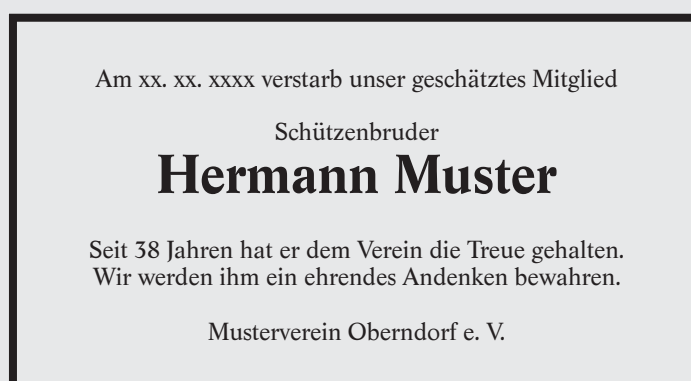 Am xx. xx. xxxx verstarb unser geschätztes Mitglied
Schützenbruder
Hermann Muster
Seit 38 Jahren hat er dem Verein die Treue gehalten.
Wir werden ihm ein ehrendes Andenken bewahren.
Musterverein Oberndorf e. V.